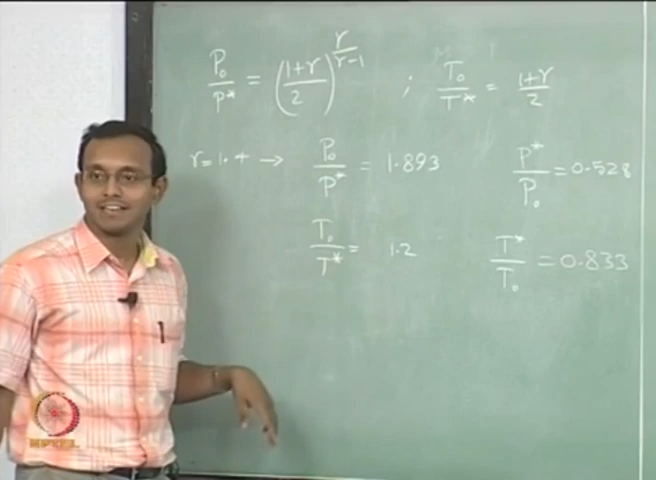 P₀/P* = ((1+γ)/2)^(γ/(γ-1)) ; T₀/T* = (1+γ)/2
γ = 1.4 → P₀/P* = 1.893 P*/P₀ = 0.528
T₀/T* = 1.2 T*/T₀ = 0.833
NPTEL